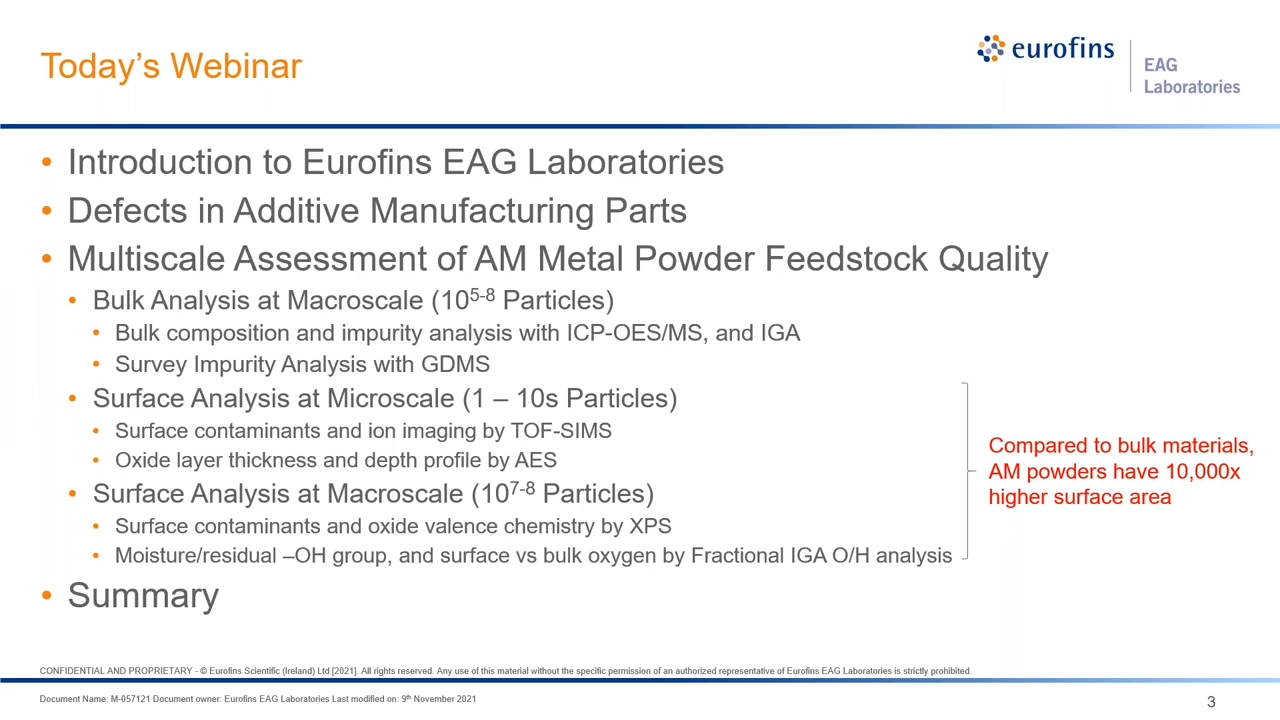 Today’s Webinar
eurofins
EAG
Laboratories
• Introduction to Eurofins EAG Laboratories
• Defects in Additive Manufacturing Parts
• Multiscale Assessment of AM Metal Powder Feedstock Quality
• Bulk Analysis at Macroscale (10⁵⁻⁸ Particles)
• Bulk composition and impurity analysis with ICP-OES/MS, and IGA
• Survey Impurity Analysis with GDMS
• Surface Analysis at Microscale (1 – 10s Particles)
• Surface contaminants and ion imaging by TOF-SIMS
• Oxide layer thickness and depth profile by AES
• Surface Analysis at Macroscale (10⁷⁻⁸ Particles)
• Surface contaminants and oxide valence chemistry by XPS
• Moisture/residual –OH group, and surface vs bulk oxygen by Fractional IGA O/H analysis
Compared to bulk materials,
AM powders have 10,000x
higher surface area
• Summary
CONFIDENTIAL AND PROPRIETARY - © Eurofins Scientific (Ireland) Ltd [2021]. All rights reserved. Any use of this material without the specific permission of an authorized representative of Eurofins EAG Laboratories is strictly prohibited.
Document Name: M-057121 Document owner: Eurofins EAG Laboratories Last modified on: 9ᵗʰ November 2021
3